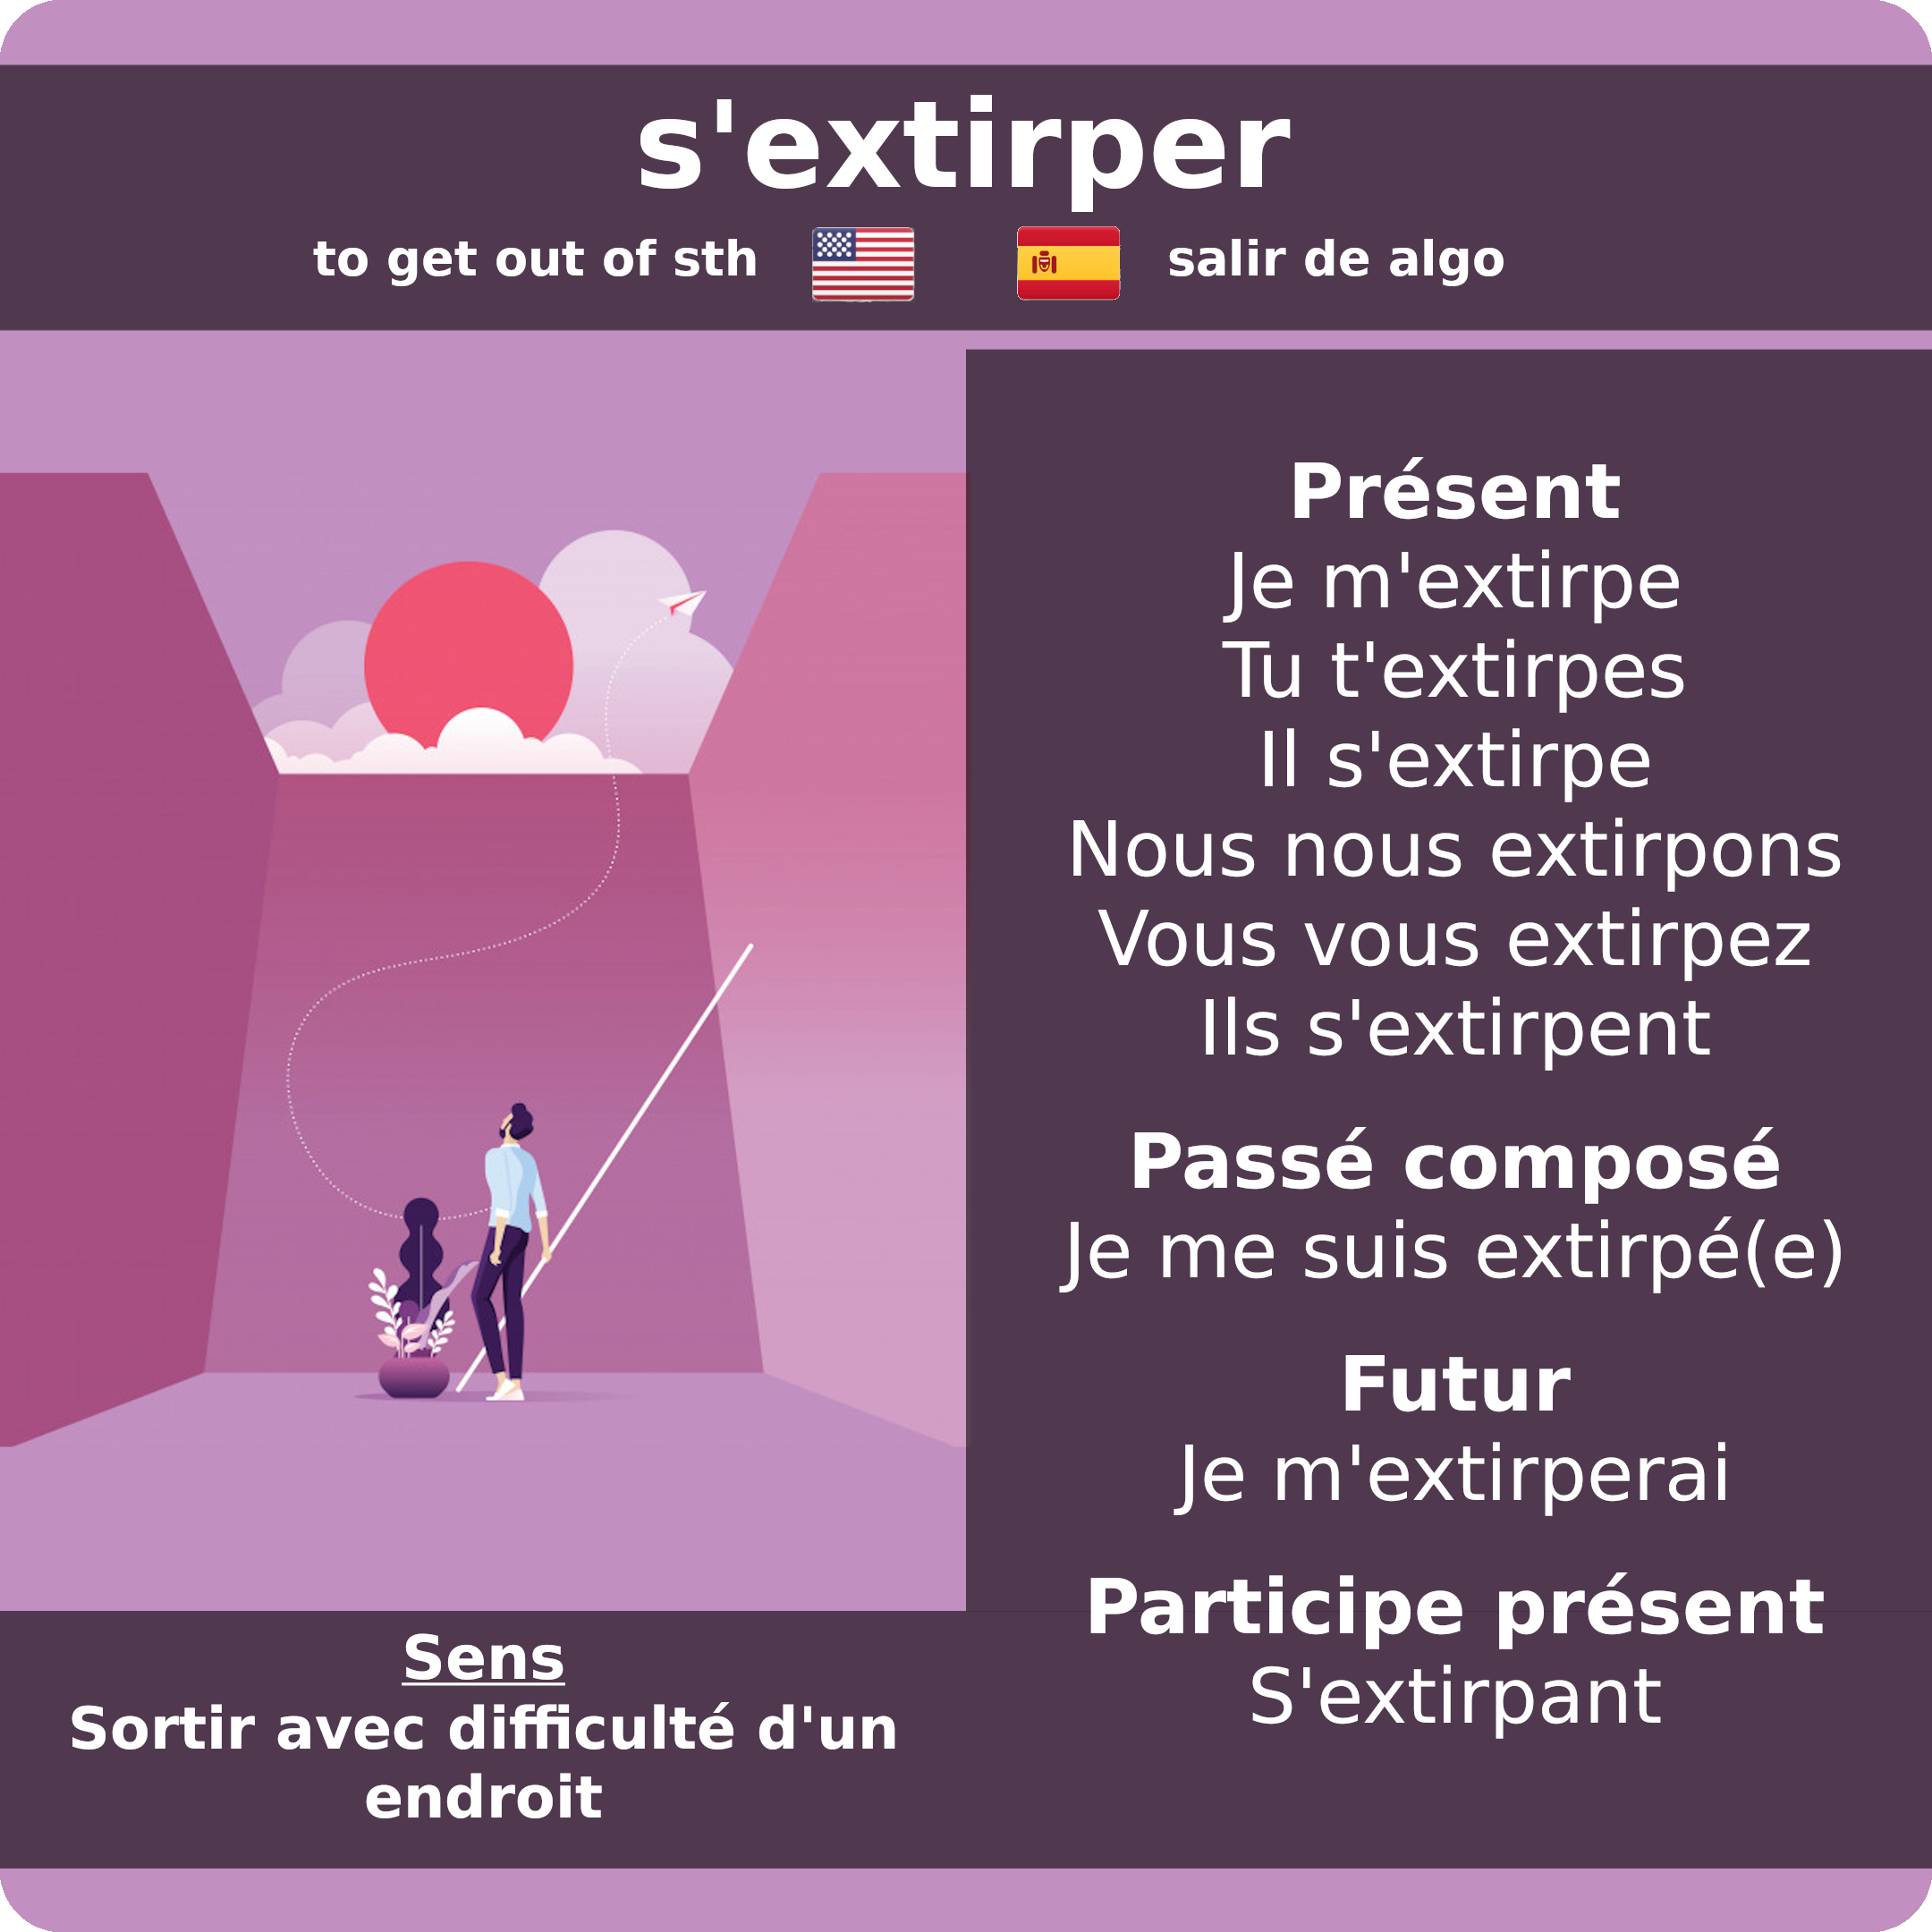 s'extirper
to get out of sth
salir de algo
Présent
Je m'extirpe
Tu t'extirpes
Il s'extirpe
Nous nous extirpons
Vous vous extirpez
Ils s'extirpent
Passé composé
Je me suis extirpé(e)
Futur
Je m'extirperai
Participe présent
S'extirpant
Sens
Sortir avec difficulté d'un
endroit